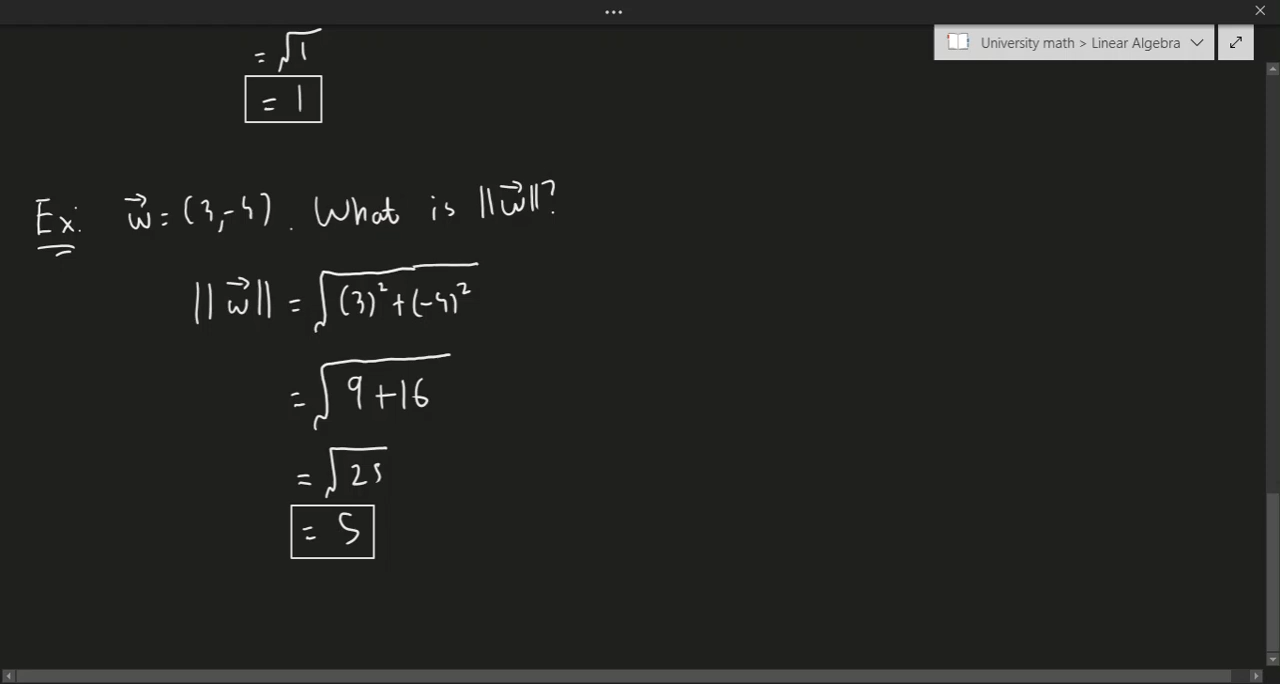 ...
University math > Linear Algebra
= √1
= 1
Ex: w⃗ = (3,-4). What is ||w⃗||?
||w⃗|| = √((3)² + (-4)²)
= √(9+16)
= √25
= 5